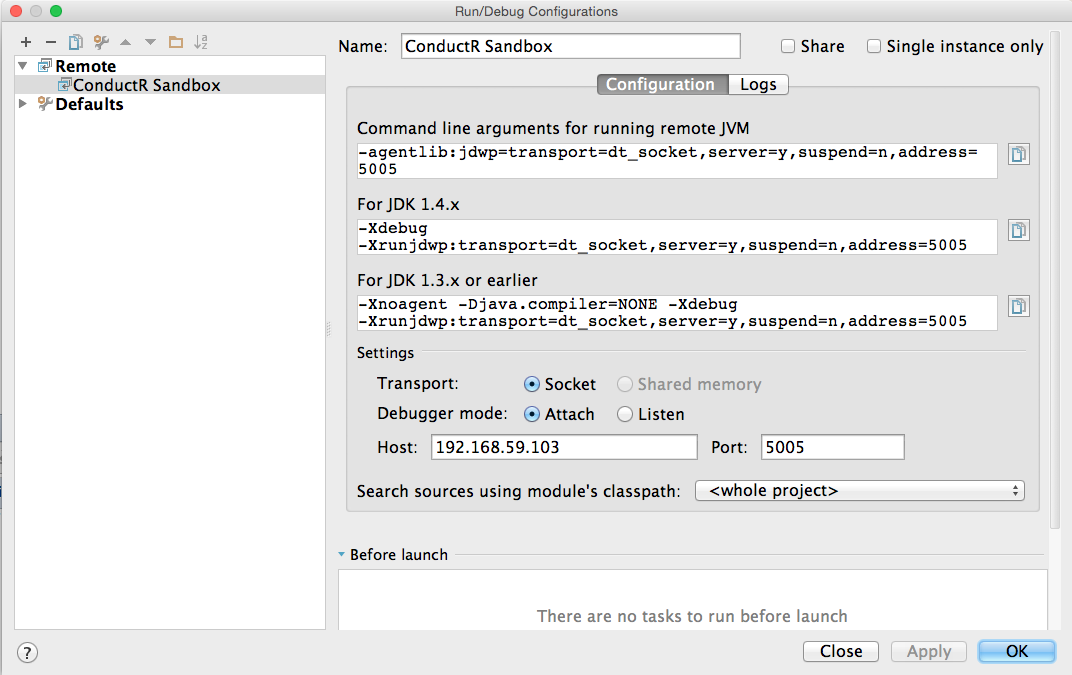 Run/Debug Configurations
Name: ConductR Sandbox Share Single instance only
Remote
ConductR Sandbox
Defaults
Configuration Logs
Command line arguments for running remote JVM
-agentlib:jdwp=transport=dt_socket,server=y,suspend=n,address=
5005
For JDK 1.4.x
-Xdebug
-Xrunjdwp:transport=dt_socket,server=y,suspend=n,address=5005
For JDK 1.3.x or earlier
-Xnoagent -Djava.compiler=NONE -Xdebug
-Xrunjdwp:transport=dt_socket,server=y,suspend=n,address=5005
Settings
Transport: Socket Shared memory
Debugger mode: Attach Listen
Host: 192.168.59.103 Port: 5005
Search sources using module's classpath: <whole project>
Before launch
There are no tasks to run before launch
? Close Apply OK